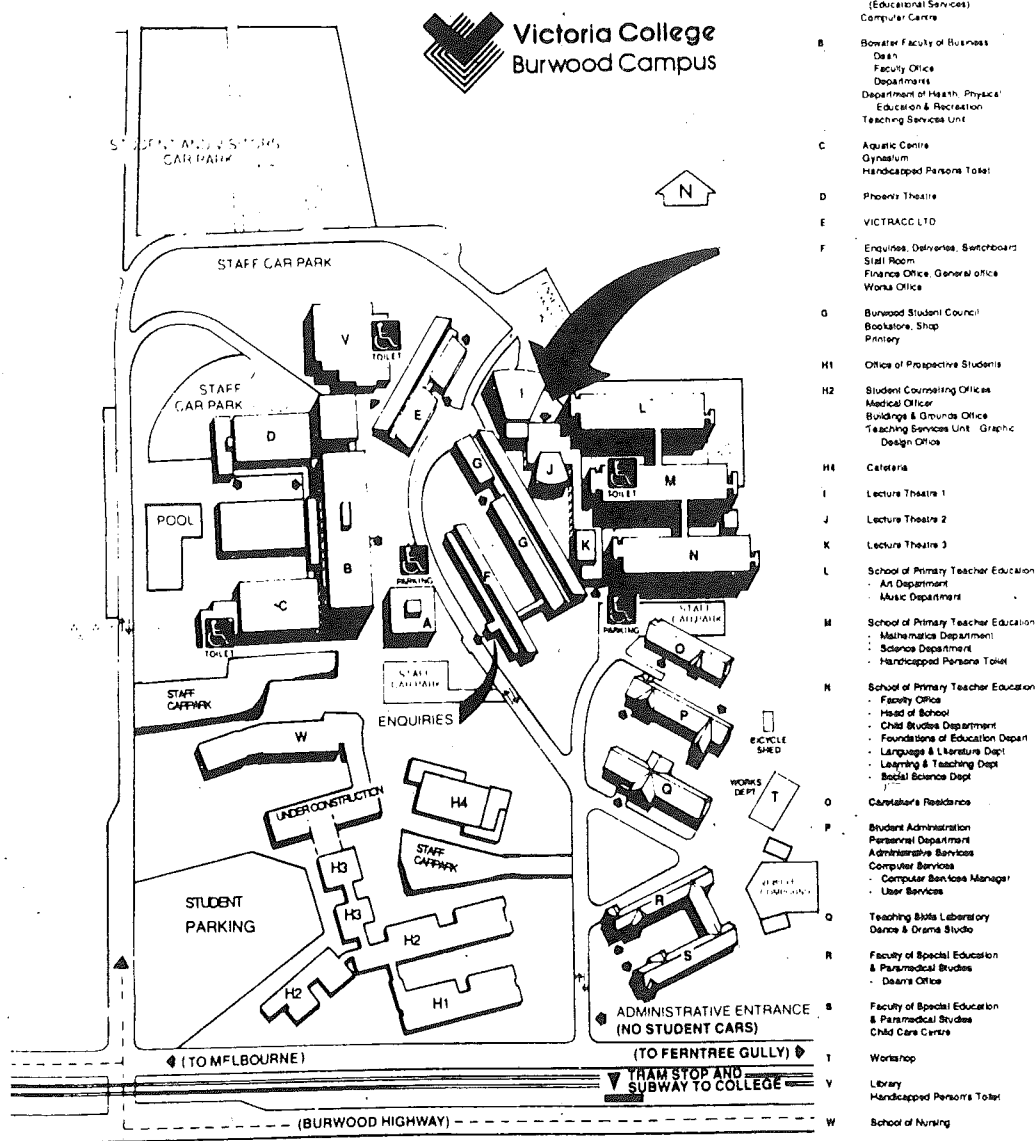 Victoria College
Burwood Campus
STUDENT AND VISITORS
CAR PARK
N
STAFF CAR PARK
V
TOILET
STAFF
CAR PARK
E
I
L
D
G
J
TOILET
M
POOL
G
K
N
B
PARKING
F
C
A
TOILET
PARKING
STAFF
CARPARK
O
STAFF
CARPARK
STAFF
CARPARK
ENQUIRIES
P
BICYCLE
SHED
W
Q
WORKS
DEPT
T
UNDER CONSTRUCTION
H4
STAFF
CARPARK
H3
STUDENT
PARKING
H3
H2
R
S
H2
H1
ADMINISTRATIVE ENTRANCE
(NO STUDENT CARS)
(TO MELBOURNE)
(TO FERNTREE GULLY)
TRAM STOP AND
SUBWAY TO COLLEGE
(BURWOOD HIGHWAY)
(Educational Services)
Computer Centre
B Bowater Faculty of Business
Dean
Faculty Office
Departments
Department of Health, Physical
Education & Recreation
Teaching Services Unit
C Aquatic Centre
Gynasium
Handicapped Persons Toilet
D Phoenix Theatre
E VICTRACC LTD
F Enquiries, Deliveries, Switchboard
Staff Room
Finance Office, General office
Works Office
G Burwood Student Council
Bookstore, Shop
Printery
H1 Office of Prospective Students
H2 Student Counselling Offices
Medical Officer
Buildings & Grounds Office
Teaching Services Unit Graphic
Design Office
H4 Cafeteria
I Lecture Theatre 1
J Lecture Theatre 2
K Lecture Theatre 3
L School of Primary Teacher Education
- Art Department
- Music Department
M School of Primary Teacher Education
- Mathematics Department
- Science Department
- Handicapped Persons Toilet
N School of Primary Teacher Education
- Faculty Office
- Head of School
- Child Studies Department
- Foundations of Education Depart
- Language & Literature Dept
- Learning & Teaching Dept
- Social Science Dept
O Caretaker's Residence
P Student Administration
Personnel Department
Administrative Services
Computer Services
- Computer Services Manager
- User Services
Q Teaching Skills Laboratory
Dance & Drama Studio
R Faculty of Special Education
& Paramedical Studies
- Dean's Office
S Faculty of Special Education
& Paramedical Studies
Child Care Centre
T Workshop
V Library
Handicapped Person's Toilet
W School of Nursing